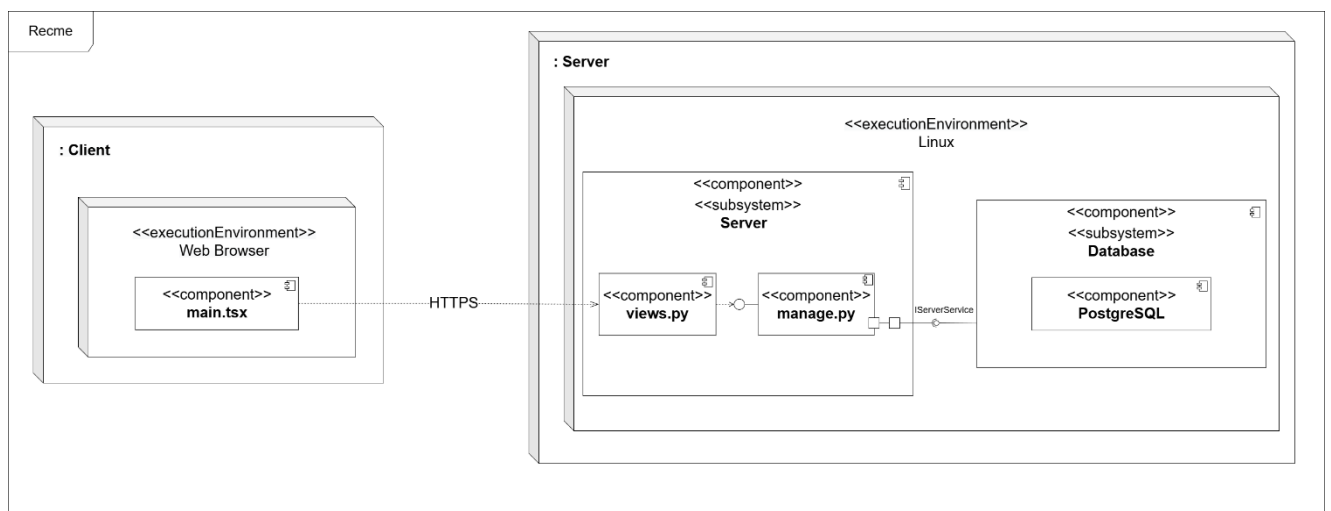 Recme
: Server
<<executionEnvironment>>
Linux
: Client
<<executionEnvironment>>
Web Browser
<<component>>
main.tsx
HTTPS
<<component>>
<<subsystem>>
Server
<<component>>
views.py
<<component>>
manage.py
IServerService
<<component>>
<<subsystem>>
Database
<<component>>
PostgreSQL